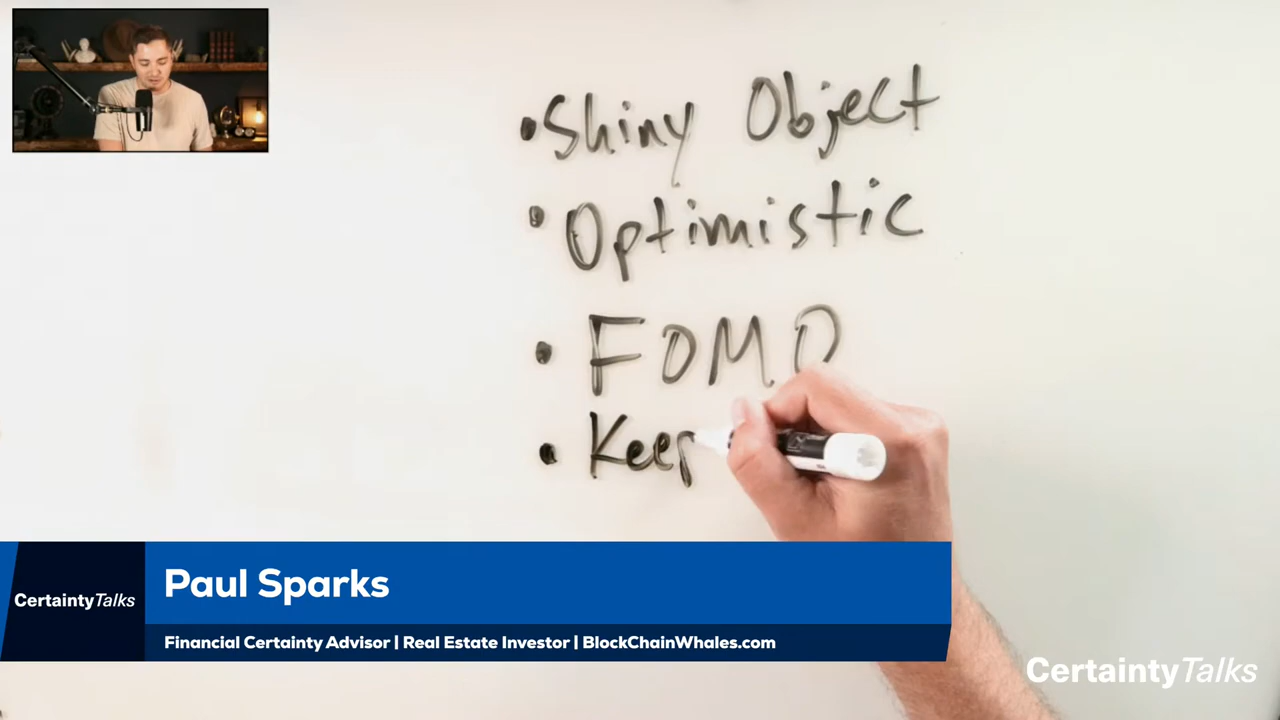 • Shiny Object
• Optimistic
• FOMO
• Keep
Paul Sparks
CertaintyTalks
Financial Certainty Advisor | Real Estate Investor | BlockChainWhales.com
CertaintyTalks